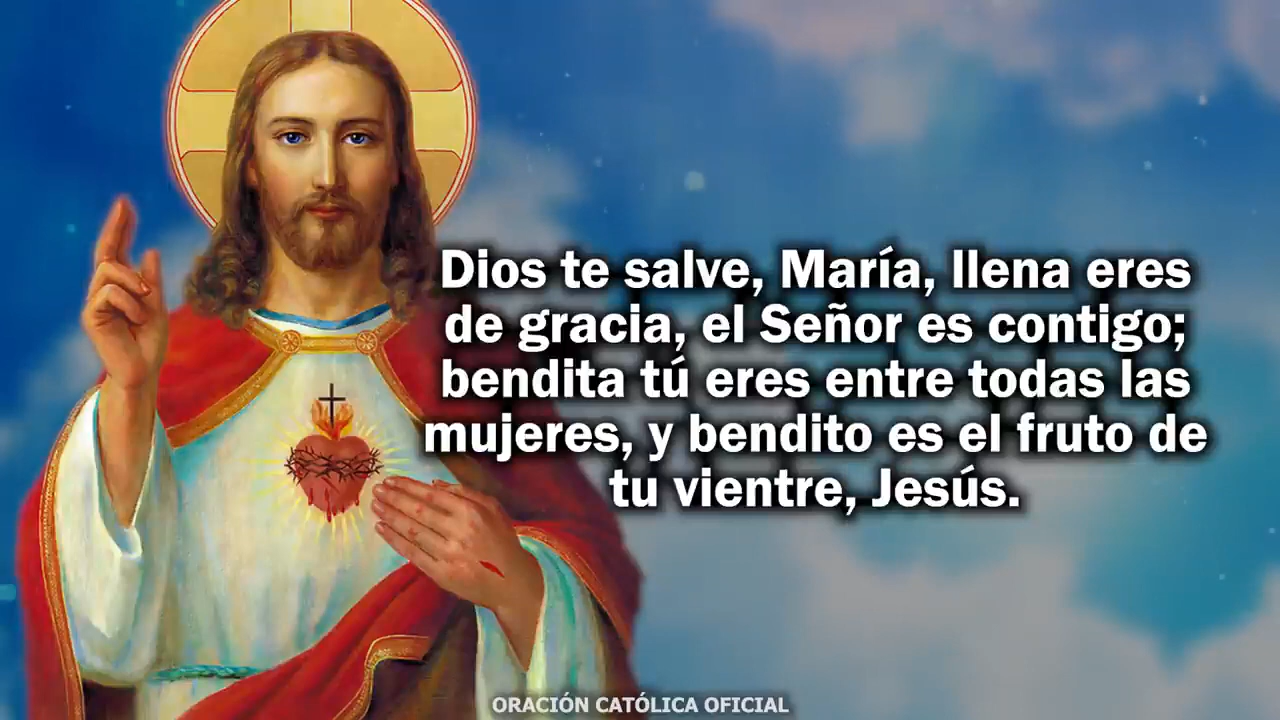 Dios te salve, María, llena eres
de gracia, el Señor es contigo;
bendita tú eres entre todas las
mujeres, y bendito es el fruto de
tu vientre, Jesús.
ORACIÓN CATÓLICA OFICIAL